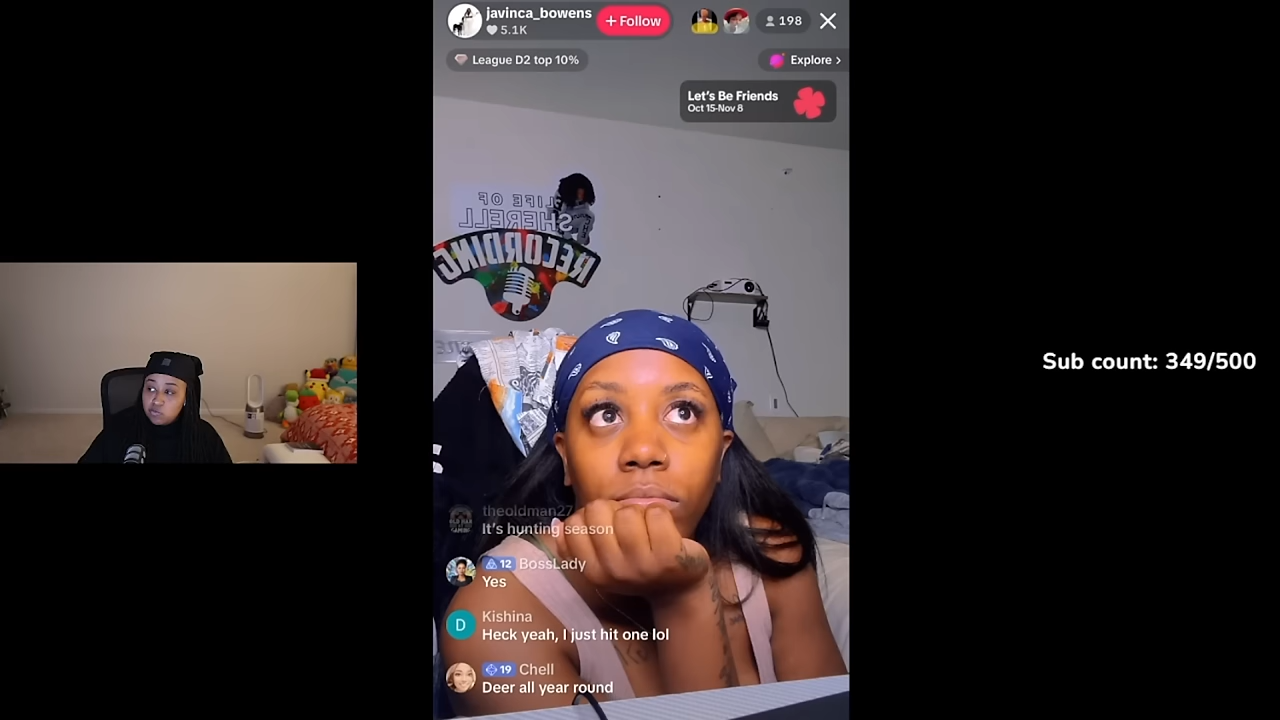 javinca_bowens
5.1K
+ Follow
198
League D2 top 10%
Explore >
Let's Be Friends
Oct 15-Nov 8
LIFE OF
SHERELL
RECORDING
Sub count: 349/500
theoldman27
It's hunting season
12 BossLady
Yes
D
Kishina
Heck yeah, I just hit one lol
19 Chell
Deer all year round